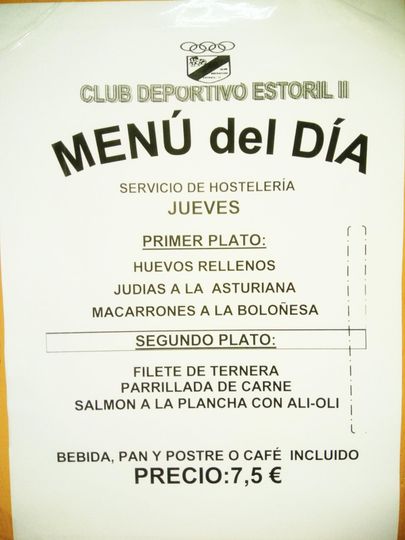 CLUB DEPORTIVO ESTORIL II
MENÚ del DÍA
SERVICIO DE HOSTELERÍA
JUEVES
PRIMER PLATO:
HUEVOS RELLENOS
JUDIAS A LA ASTURIANA
MACARRONES A LA BOLOÑESA
SEGUNDO PLATO:
FILETE DE TERNERA
PARRILLADA DE CARNE
SALMON A LA PLANCHA CON ALI-OLI
BEBIDA, PAN Y POSTRE O CAFÉ INCLUIDO
PRECIO:7,5 €